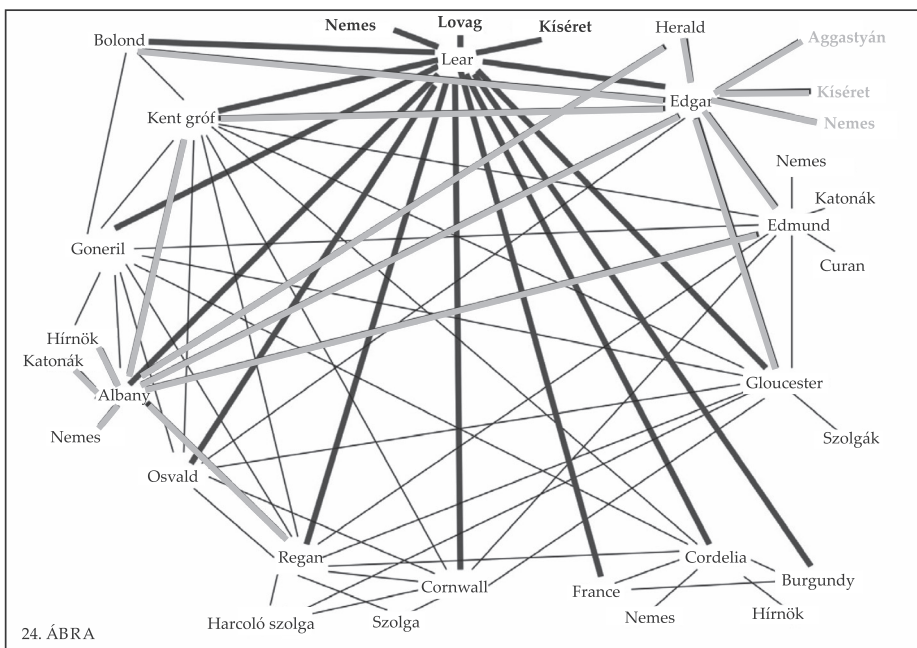 Nemes
Lovag
Kíséret
Herald
Aggastyán
Bolond
Lear
Kíséret
Edgar
Kent gróf
Nemes
Nemes
Katonák
Edmund
Goneril
Curan
Hírnök
Katonák
Albany
Gloucester
Nemes
Szolgák
Osvald
Regan
Cordelia
Cornwall
France
Burgundy
Harcoló szolga
Szolga
Nemes
Hírnök
24. ÁBRA